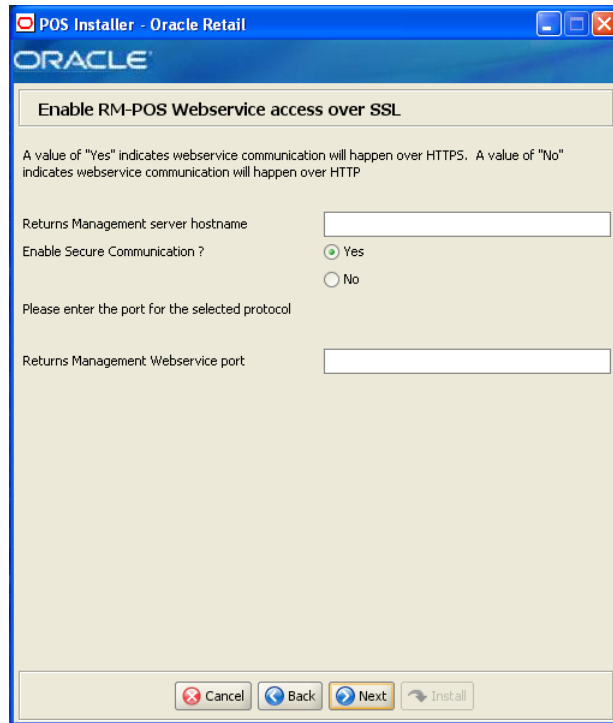 POS Installer - Oracle Retail
ORACLE
Enable RM-POS Webservice access over SSL
A value of "Yes" indicates webservice communication will happen over HTTPS. A value of "No"
indicates webservice communication will happen over HTTP
Returns Management server hostname
Enable Secure Communication ?
Yes
No
Please enter the port for the selected protocol
Returns Management Webservice port
Cancel
Back
Next
Install